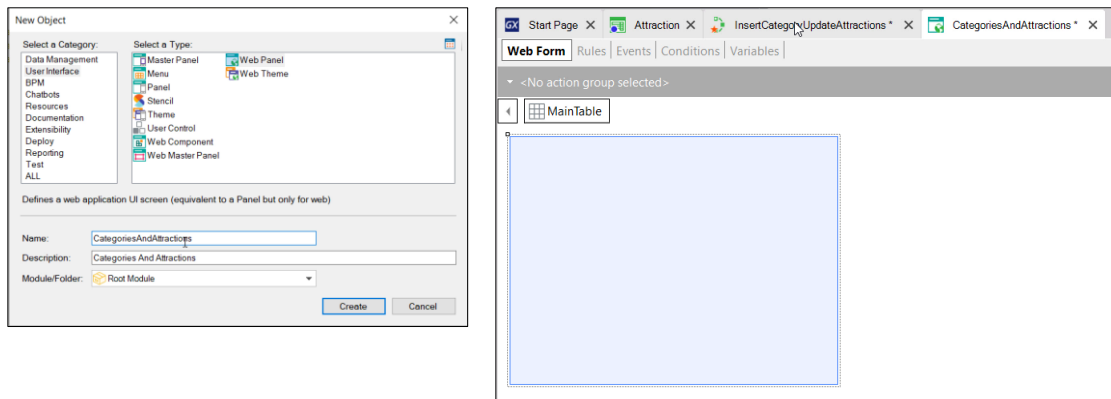 New Object
Select a Category:
Data Management
User Interface
BPM
Chatbots
Resources
Documentation
Extensibility
Deploy
Reporting
Test
ALL
Select a Type:
Master Panel
Menu
Panel
Stencil
Theme
User Control
Web Component
Web Master Panel
Web Panel
Web Theme
Defines a web application UI screen (equivalent to a Panel but only for web)
Name: CategoriesAndAttractions
Description: Categories And Attractions
Module/Folder: Root Module
Create Cancel
GX Start Page Attraction InsertCategoryUpdateAttractions * CategoriesAndAttractions *
Web Form Rules Events Conditions Variables
<No action group selected>
MainTable